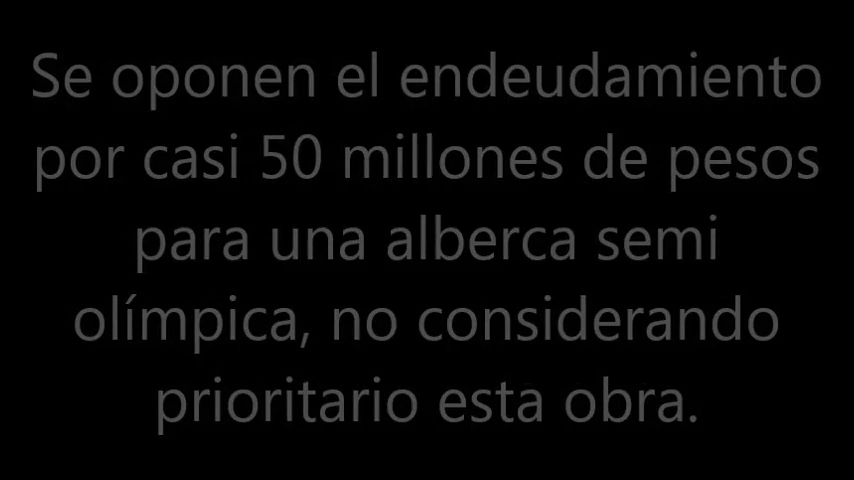 Se oponen el endeudamiento
por casi 50 millones de pesos
para una alberca semi
olímpica, no considerando
prioritario esta obra.